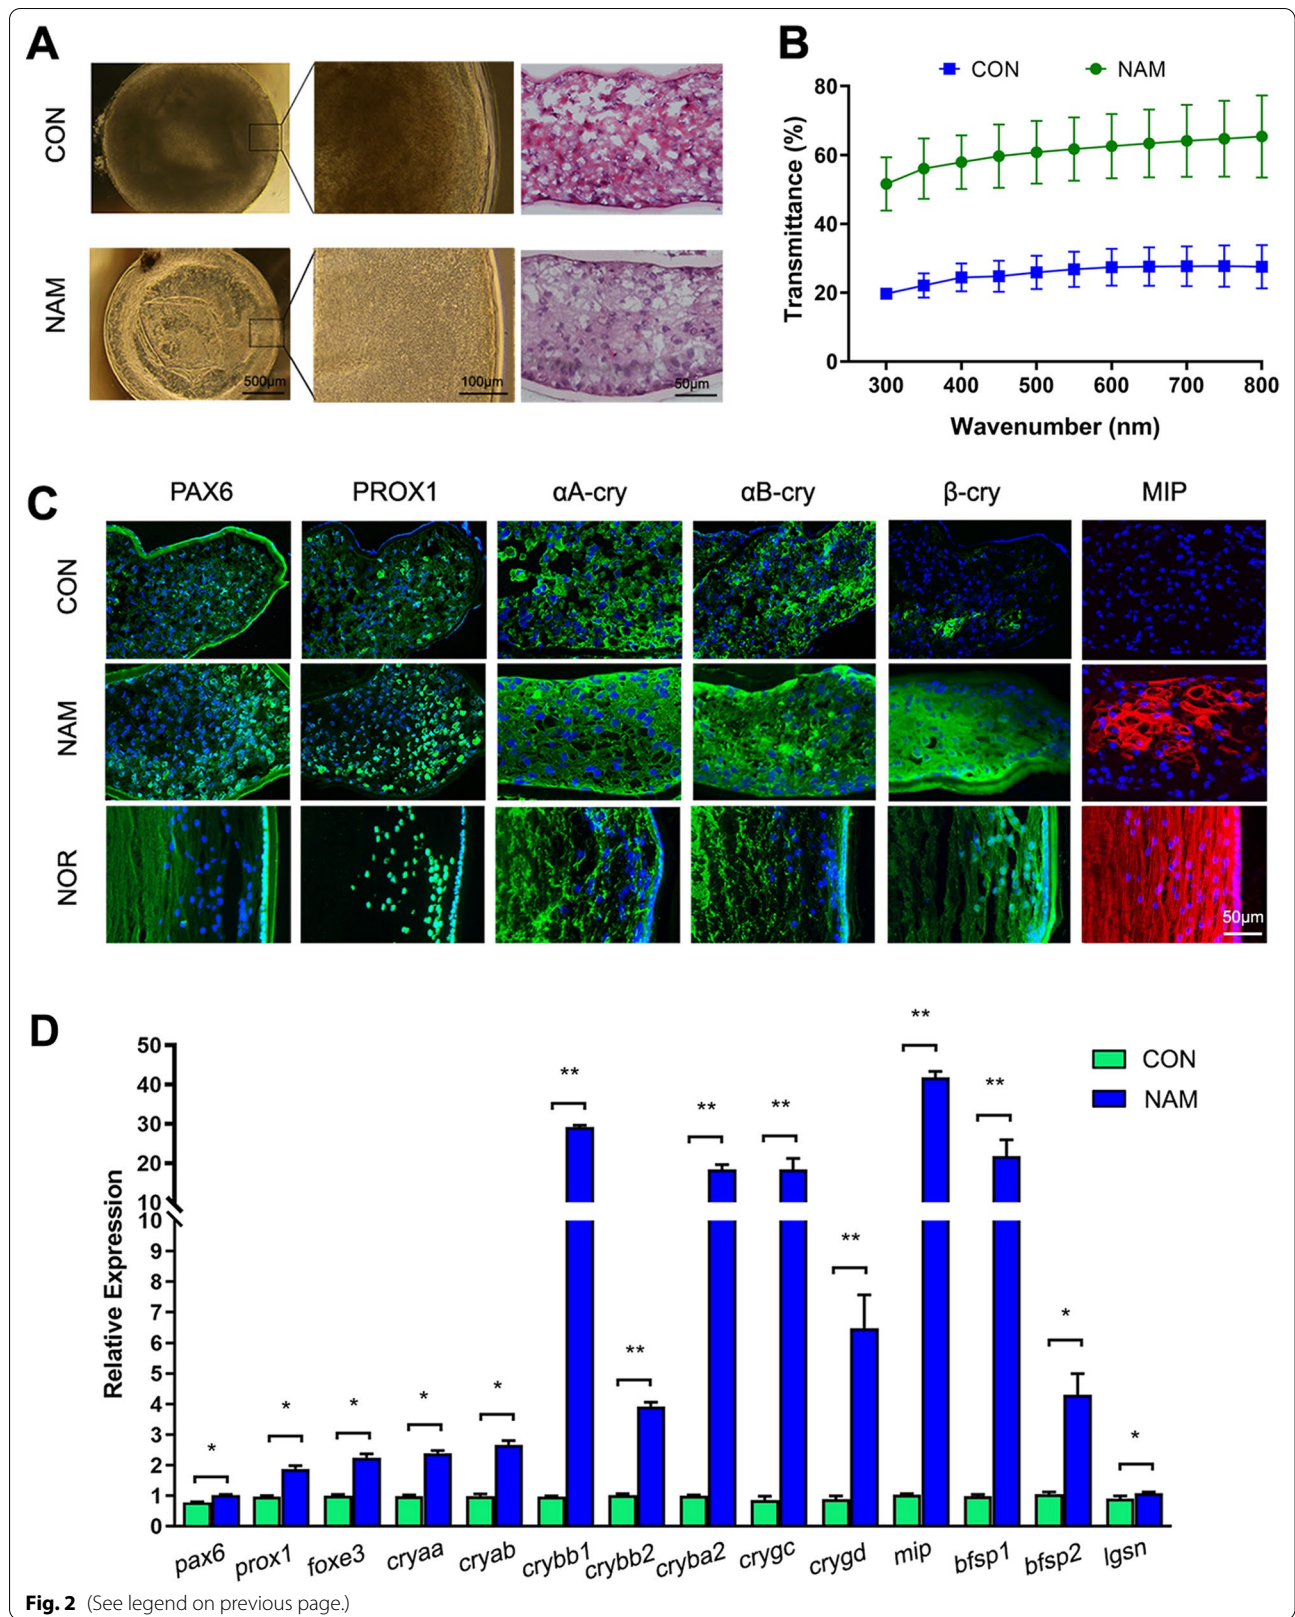 A
CON
NAM
500μm
100μm
50μm
B
CON
NAM
Transmittance (%)
80
60
40
20
0
300
400
500
600
700
800
Wavenumber (nm)
C
PAX6
PROX1
αA-cry
αB-cry
β-cry
MIP
CON
NAM
NOR
50μm
D
CON
NAM
Relative Expression
50
40
30
20
10
10
9
8
7
6
5
4
3
2
1
0
*
*
*
*
*
**
**
**
**
**
**
**
*
*
pax6
prox1
foxe3
cryaa
cryab
crybb1
crybb2
cryba2
crygc
crygd
mip
bfsp1
bfsp2
lgsn
Fig. 2 (See legend on previous page.)